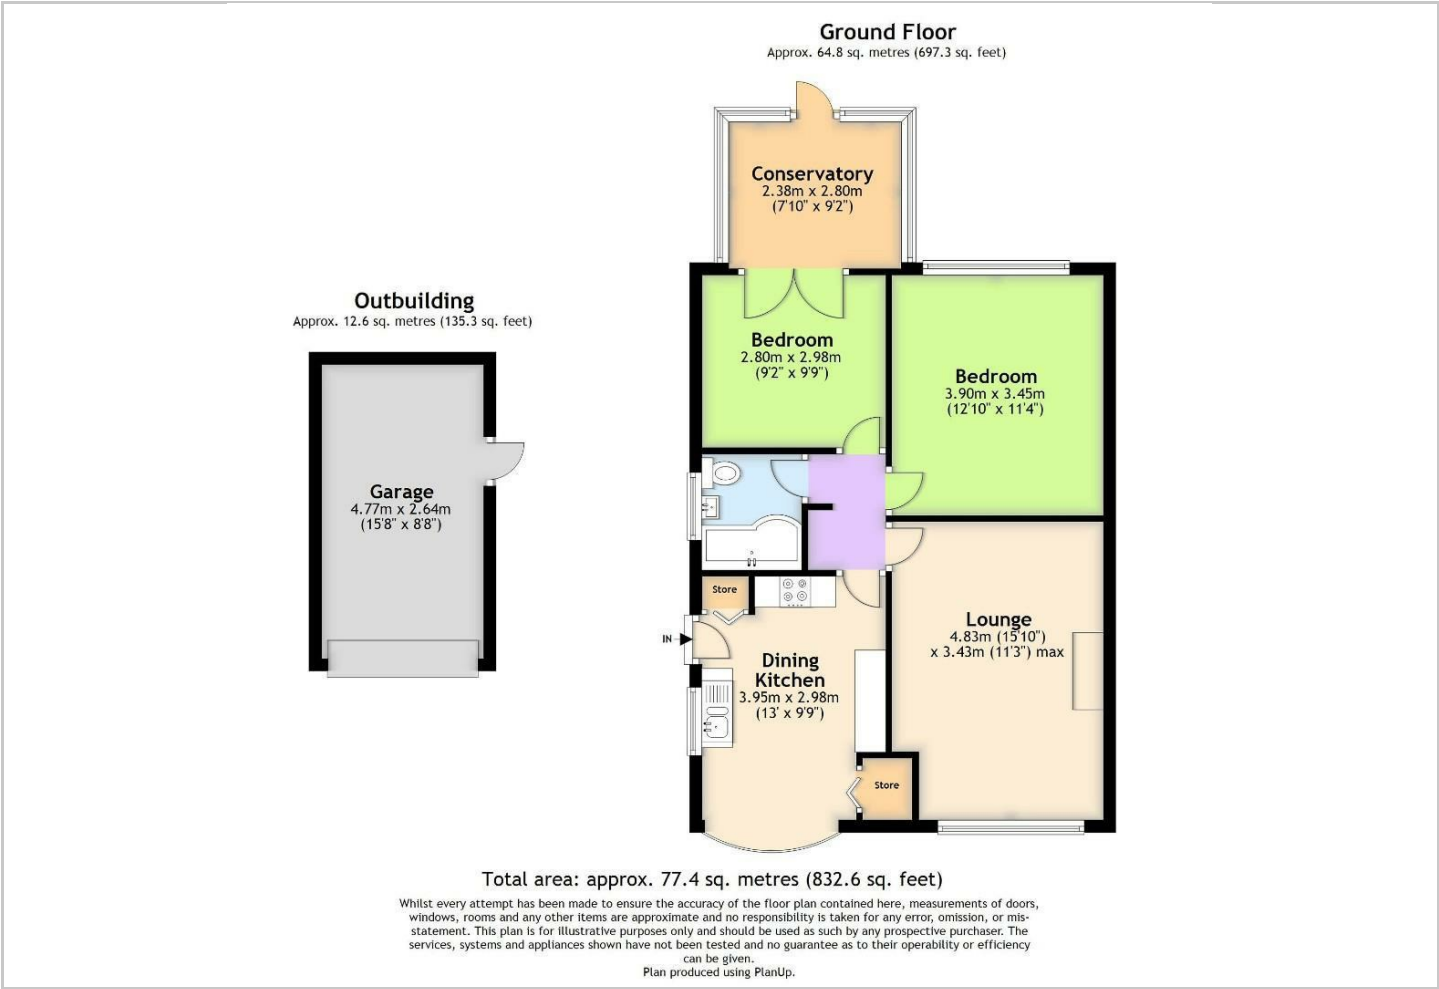 Ground Floor
Approx. 64.8 sq. metres (697.3 sq. feet)
Conservatory
2.38m x 2.80m
(7'10" x 9'2")
Outbuilding
Approx. 12.6 sq. metres (135.3 sq. feet)
Bedroom
2.80m x 2.98m
(9'2" x 9'9")
Bedroom
3.90m x 3.45m
(12'10" x 11'4")
Garage
4.77m x 2.64m
(15'8" x 8'8")
Store
IN
Lounge
4.83m (15'10")
x 3.43m (11'3") max
Dining
Kitchen
3.95m x 2.98m
(13' x 9'9")
Store
Total area: approx. 77.4 sq. metres (832.6 sq. feet)
Whilst every attempt has been made to ensure the accuracy of the floor plan contained here, measurements of doors,
windows, rooms and any other items are approximate and no responsibility is taken for any error, omission, or mis-
statement. This plan is for illustrative purposes only and should be used as such by any prospective purchaser. The
services, systems and appliances shown have not been tested and no guarantee as to their operability or efficiency
can be given.
Plan produced using PlanUp.